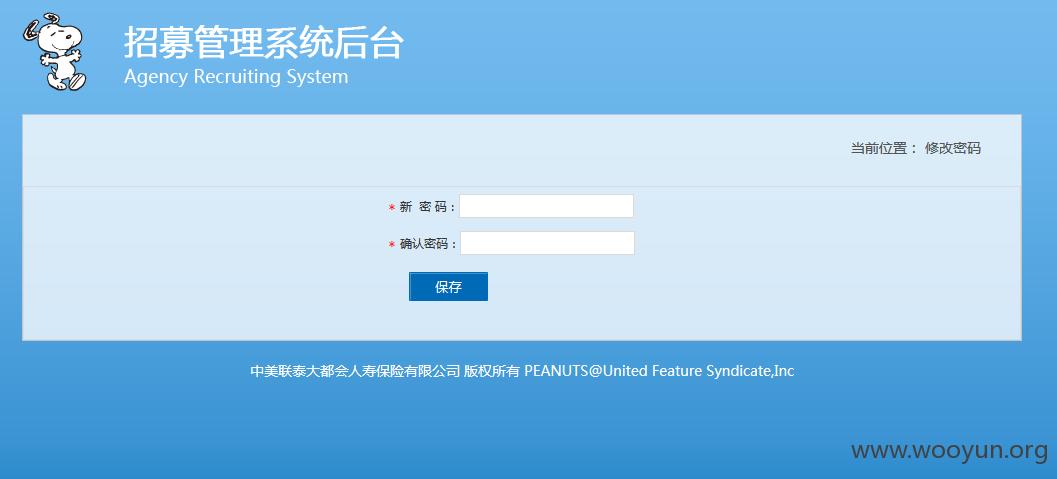 招募管理系统后台
Agency Recruiting System
当前位置： 修改密码
* 新 密 码：
* 确认密码：
保存
中美联泰大都会人寿保险有限公司 版权所有 PEANUTS@United Feature Syndicate,Inc
www.wooyun.org